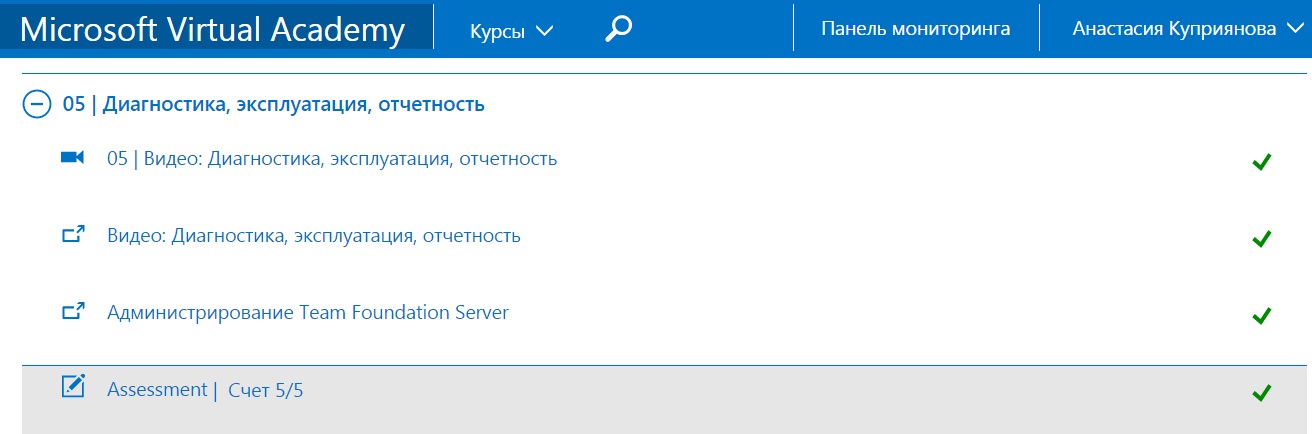 Microsoft Virtual Academy Курсы Панель мониторинга Анастасия Куприянова
05 | Диагностика, эксплуатация, отчетность
05 | Видео: Диагностика, эксплуатация, отчетность
Видео: Диагностика, эксплуатация, отчетность
Администрирование Team Foundation Server
Assessment | Счет 5/5